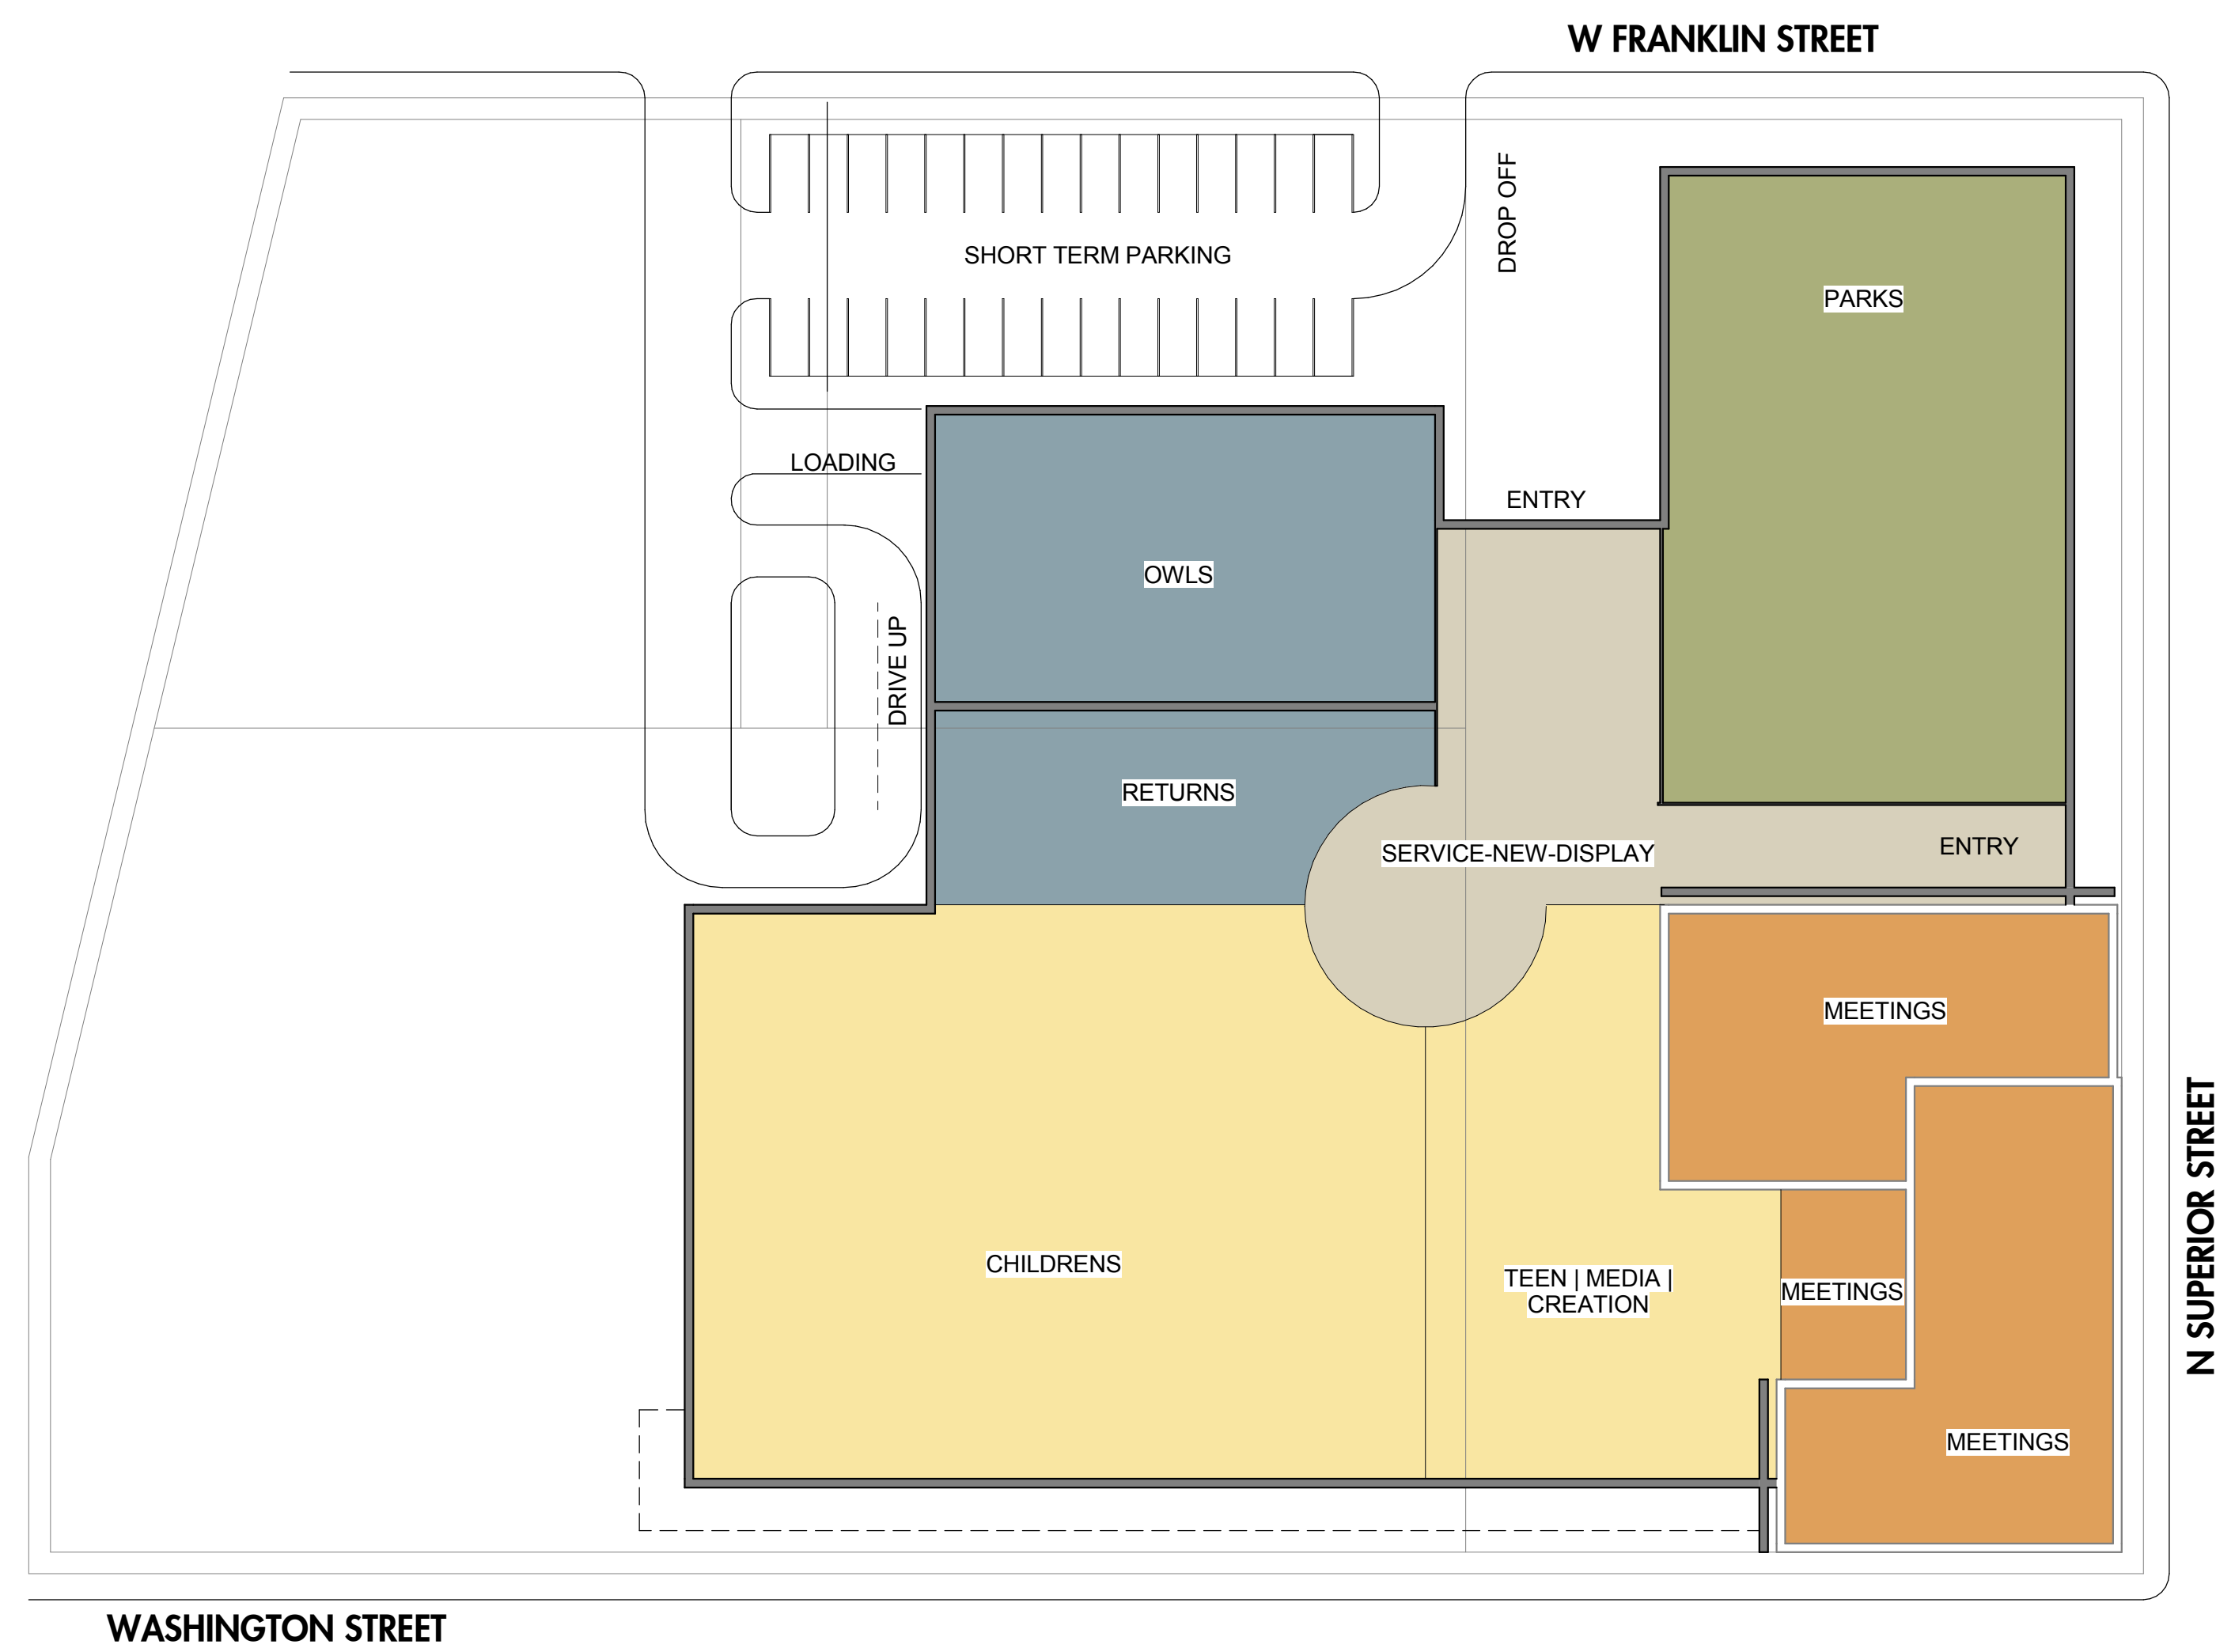 W FRANKLIN STREET
DROP OFF
SHORT TERM PARKING
PARKS
LOADING
ENTRY
OWLS
DRIVE UP
RETURNS
SERVICE-NEW-DISPLAY
ENTRY
MEETINGS
CHILDRENS
TEEN | MEDIA |
CREATION
MEETINGS
MEETINGS
N SUPERIOR STREET
WASHINGTON STREET